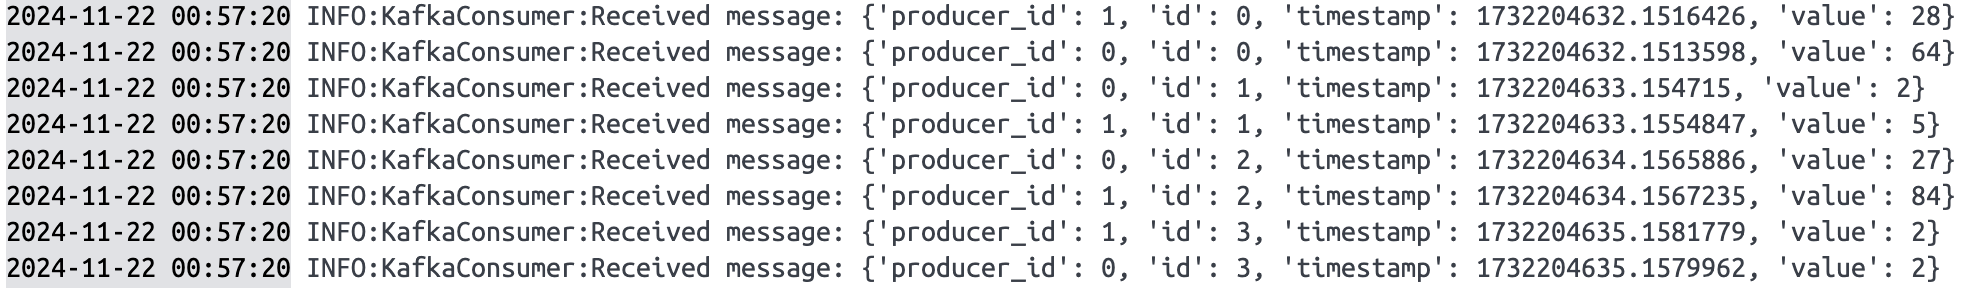 2024-11-22 00:57:20 INFO:KafkaConsumer:Received message: {'producer_id': 1, 'id': 0, 'timestamp': 1732204632.1516426, 'value': 28}
2024-11-22 00:57:20 INFO:KafkaConsumer:Received message: {'producer_id': 0, 'id': 0, 'timestamp': 1732204632.1513598, 'value': 64}
2024-11-22 00:57:20 INFO:KafkaConsumer:Received message: {'producer_id': 0, 'id': 1, 'timestamp': 1732204633.154715, 'value': 2}
2024-11-22 00:57:20 INFO:KafkaConsumer:Received message: {'producer_id': 1, 'id': 1, 'timestamp': 1732204633.1554847, 'value': 5}
2024-11-22 00:57:20 INFO:KafkaConsumer:Received message: {'producer_id': 0, 'id': 2, 'timestamp': 1732204634.1565886, 'value': 27}
2024-11-22 00:57:20 INFO:KafkaConsumer:Received message: {'producer_id': 1, 'id': 2, 'timestamp': 1732204634.1567235, 'value': 84}
2024-11-22 00:57:20 INFO:KafkaConsumer:Received message: {'producer_id': 1, 'id': 3, 'timestamp': 1732204635.1581779, 'value': 2}
2024-11-22 00:57:20 INFO:KafkaConsumer:Received message: {'producer_id': 0, 'id': 3, 'timestamp': 1732204635.1579962, 'value': 2}